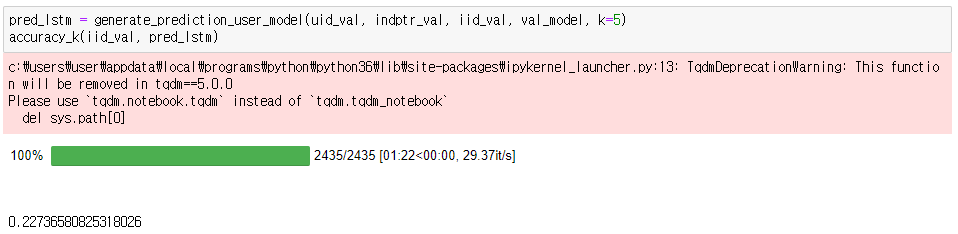 pred_lstm = generate_prediction_user_model(uid_val, indptr_val, iid_val, val_model, k=5)
accuracy_k(iid_val, pred_lstm)
c:₩users₩user₩appdata₩local₩programs₩python₩python36₩lib₩site-packages₩ipykernel_launcher.py:13: TqdmDeprecationWarning: This functio
n will be removed in tqdm==5.0.0
Please use `tqdm.notebook.tqdm` instead of `tqdm.tqdm_notebook`
  del sys.path[0]
100% 2435/2435 [01:22<00:00, 29.37it/s]
0.22736580825318026